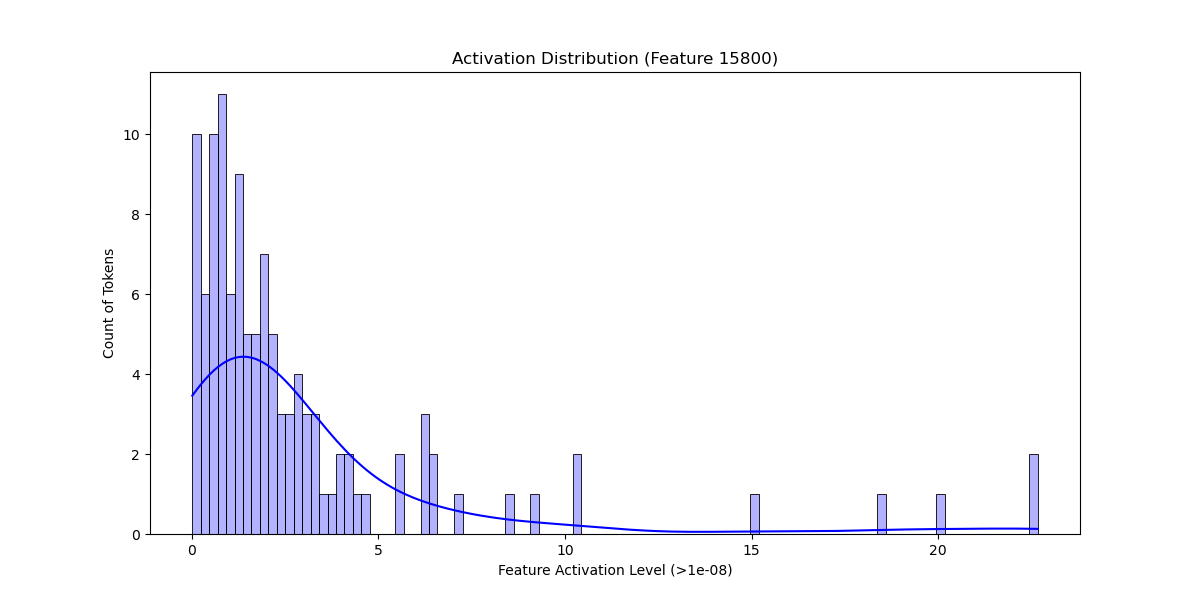 Activation Distribution (Feature 15800)
Count of Tokens
10
8
6
4
2
0
0 5 10 15 20
Feature Activation Level (>1e-08)